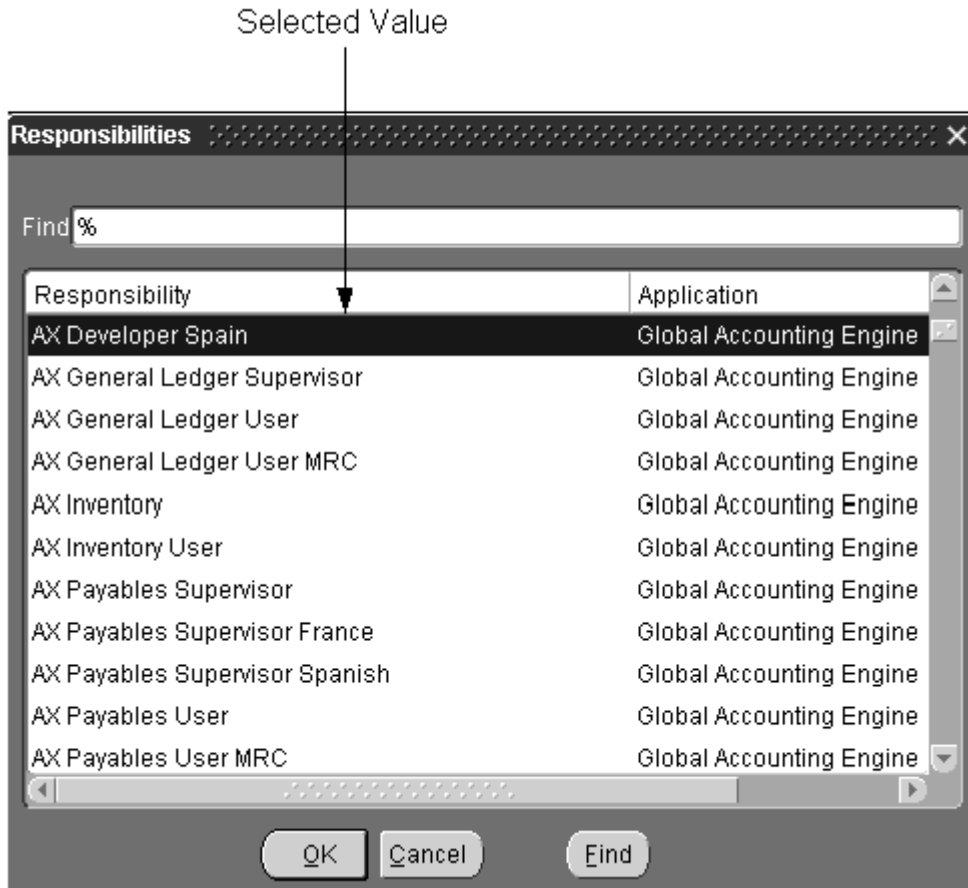 Selected Value
Responsibilities
Find %
Responsibility Application
AX Developer Spain Global Accounting Engine
AX General Ledger Supervisor Global Accounting Engine
AX General Ledger User Global Accounting Engine
AX General Ledger User MRC Global Accounting Engine
AX Inventory Global Accounting Engine
AX Inventory User Global Accounting Engine
AX Payables Supervisor Global Accounting Engine
AX Payables Supervisor France Global Accounting Engine
AX Payables Supervisor Spanish Global Accounting Engine
AX Payables User Global Accounting Engine
AX Payables User MRC Global Accounting Engine
OK Cancel Find